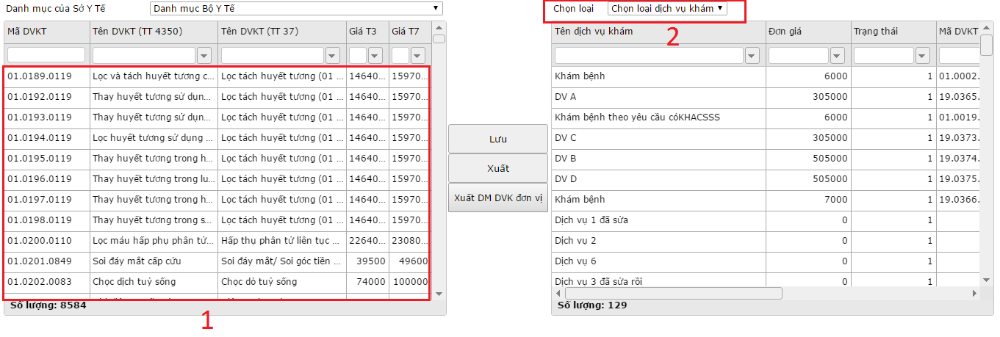 Danh mục của Sở Y Tế Danh mục Bộ Y Tế
Mã DVKT Tên DVKT (TT 4350) Tên DVKT (TT 37) Giá T3 Giá T7
01.0189.0119 Lọc và tách huyết tương c... Lọc tách huyết tương (01 ... 14640... 15970...
01.0192.0119 Thay huyết tương sử dụn... Lọc tách huyết tương (01 ... 14640... 15970...
01.0193.0119 Thay huyết tương sử dụn... Lọc tách huyết tương (01 ... 14640... 15970...
01.0194.0119 Lọc huyết tương sử dụng ... Lọc tách huyết tương (01 ... 14640... 15970...
01.0195.0119 Thay huyết tương trong h... Lọc tách huyết tương (01 ... 14640... 15970...
01.0196.0119 Thay huyết tương trong lu... Lọc tách huyết tương (01 ... 14640... 15970...
01.0197.0119 Thay huyết tương trong h... Lọc tách huyết tương (01 ... 14640... 15970...
01.0198.0119 Thay huyết tương trong s... Lọc tách huyết tương (01 ... 14640... 15970...
01.0200.0110 Lọc máu hấp phụ phân tử... Hấp thụ phân tử liên tục ... 22640... 23080...
01.0201.0849 Soi đáy mắt cấp cứu Soi đáy mắt/ Soi góc tiền ... 39500 49600
01.0202.0083 Chọc dịch tuỷ sống Chọc dò tuỷ sống 74000 100000
Số lượng: 8584
1
Lưu
Xuất
Xuất DM DVK đơn vị
Chọn loại Chọn loại dịch vụ khám
2
Tên dịch vụ khám Đơn giá Trạng thái Mã DVKT
Khám bệnh 6000 1 01.0002.
DV A 305000 1 19.0365.
Khám bệnh theo yêu cầu cóKHACSSS 6000 1 01.0019.
DV C 305000 1 19.0373.
DV B 505000 1 19.0374.
DV D 505000 1 19.0375.
Khám bệnh 7000 1 19.0366.
Dịch vụ 1 đã sửa 0 1
Dịch vụ 2 0 1
Dịch vụ 6 0 1
Dịch vụ 3 đã sửa rồi 0 1
Số lượng: 129